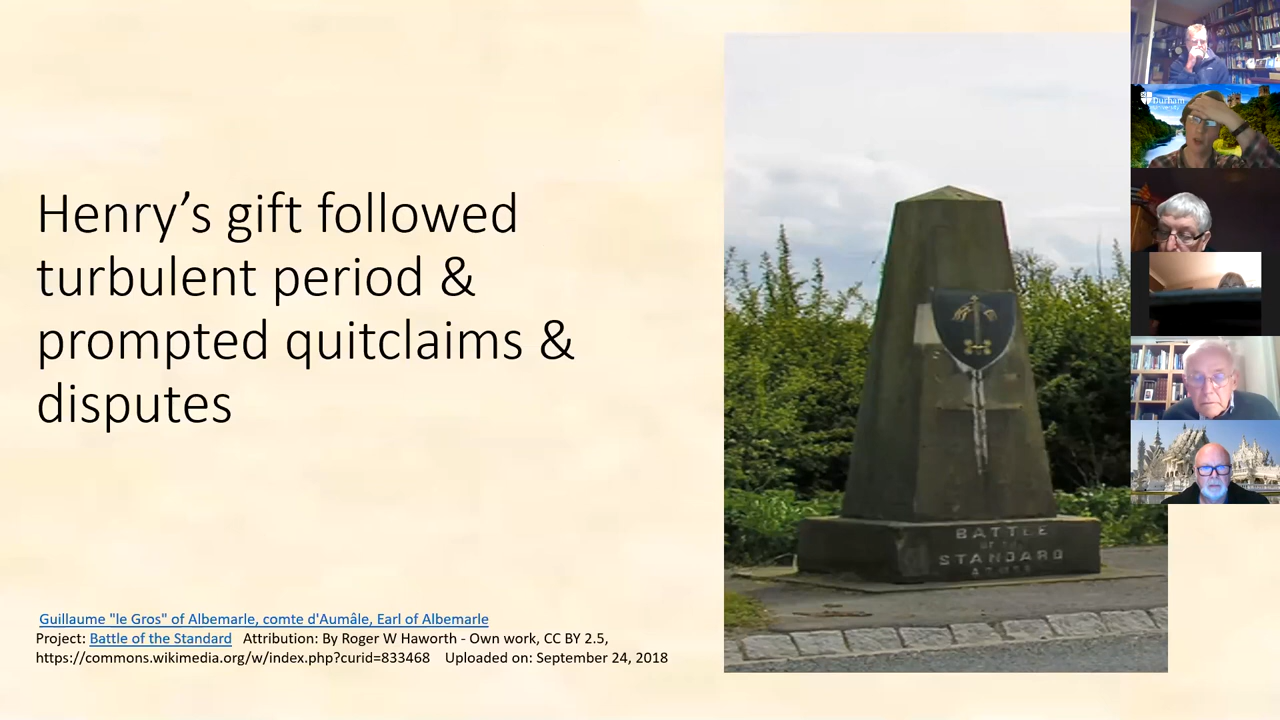 Henry’s gift followed
turbulent period &
prompted quitclaims &
disputes
Guillaume "le Gros" of Albemarle, comte d'Aumâle, Earl of Albemarle
Project: Battle of the Standard   Attribution: By Roger W Haworth - Own work, CC BY 2.5,
https://commons.wikimedia.org/w/index.php?curid=833468   Uploaded on: September 24, 2018
BATTLE
STANDARD
Durham
University